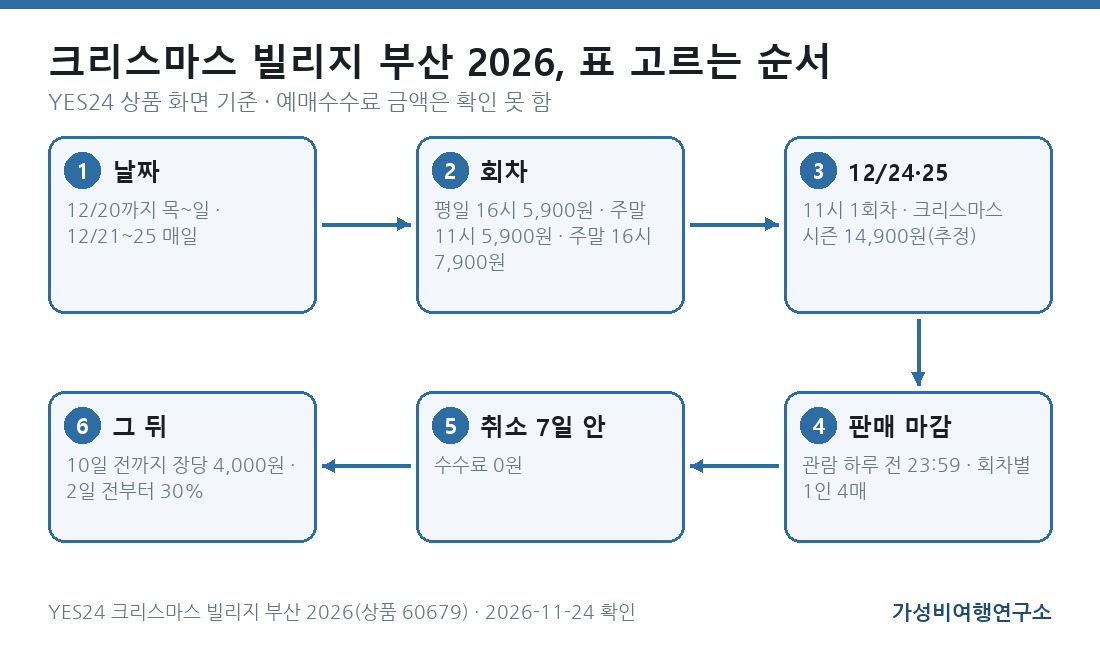 크리스마스 빌리지 부산 2026, 표 고르는 순서
YES24 상품 화면 기준 · 예매수수료 금액은 확인 못 함
1 날짜
12/20까지 목~일 ·
12/21~25 매일
2 회차
평일 16시 5,900원 · 주말
11시 5,900원 · 주말 16시
7,900원
3 12/24·25
11시 1회차 · 크리스마스
시즌 14,900원(추정)
4 판매 마감
관람 하루 전 23:59 · 회차별
1인 4매
5 취소 7일 안
수수료 0원
6 그 뒤
10일 전까지 장당 4,000원 ·
2일 전부터 30%
YES24 크리스마스 빌리지 부산 2026(상품 60679) · 2026-11-24 확인
가성비여행연구소